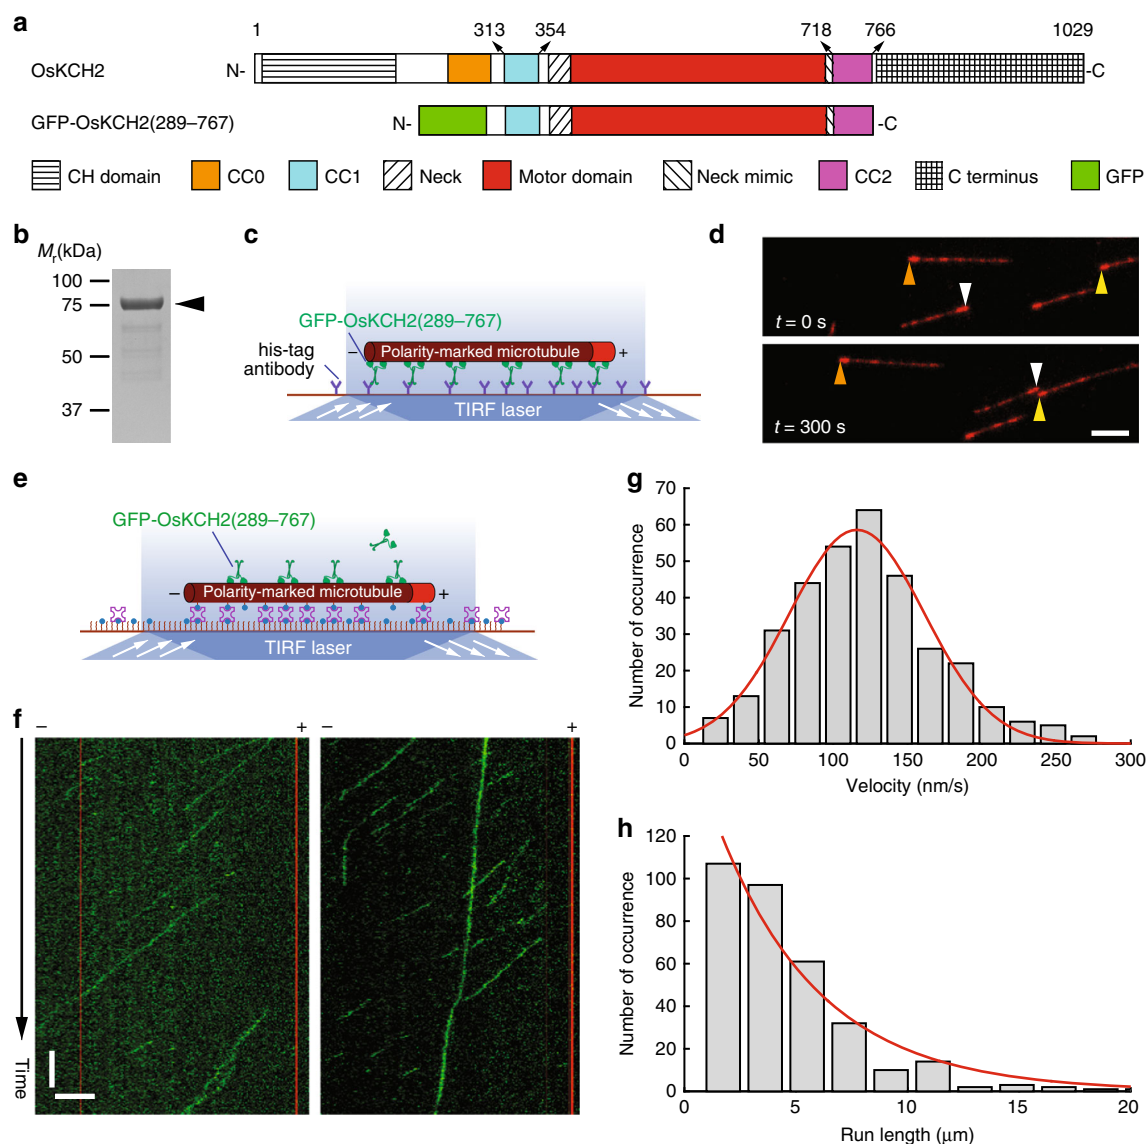 a
1 313 354 718 766 1029
OsKCH2 N- -C
GFP-OsKCH2(289–767) N- -C
CH domain CC0 CC1 Neck Motor domain Neck mimic CC2 C terminus GFP
b
Mr(kDa)
100
75
50
37
c
GFP-OsKCH2(289–767)
his-tag
antibody
– Polarity-marked microtubule +
TIRF laser
d
t = 0 s
t = 300 s
e
GFP-OsKCH2(289–767)
– Polarity-marked microtubule +
TIRF laser
f
– + – +
Time
g
Number of occurrence
70
60
50
40
30
20
10
0
0 50 100 150 200 250 300
Velocity (nm/s)
h
Number of occurrence
120
100
80
60
40
20
0
0 5 10 15 20
Run length (μm)